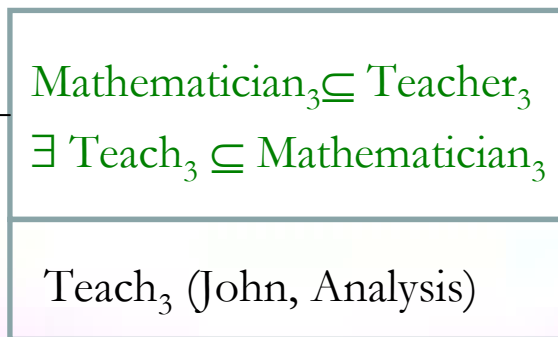 Mathematician₃⊆ Teacher₃
∃ Teach₃ ⊆ Mathematician₃
Teach₃ (John, Analysis)